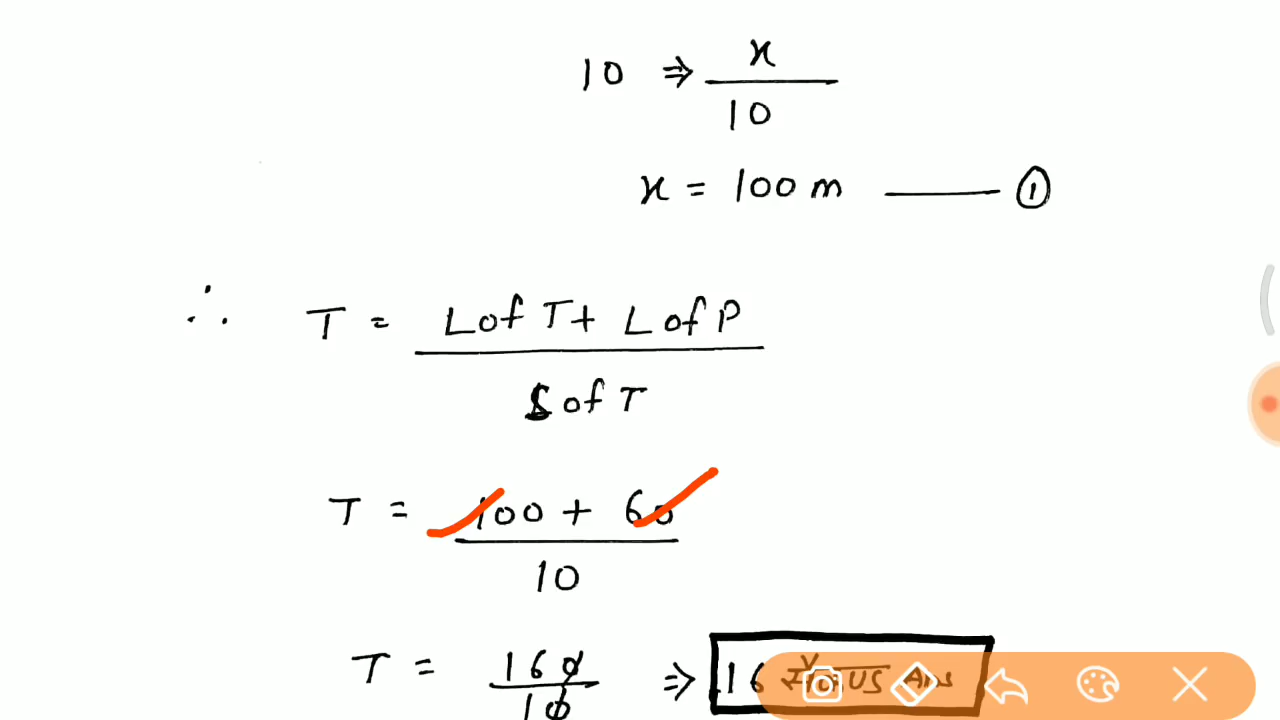 10 ⇒ x/10
x = 100 m —— ①
∴ T = L of T + L of P / S of T
T = 100 + 60 / 10
T = 160/10 ⇒ 16